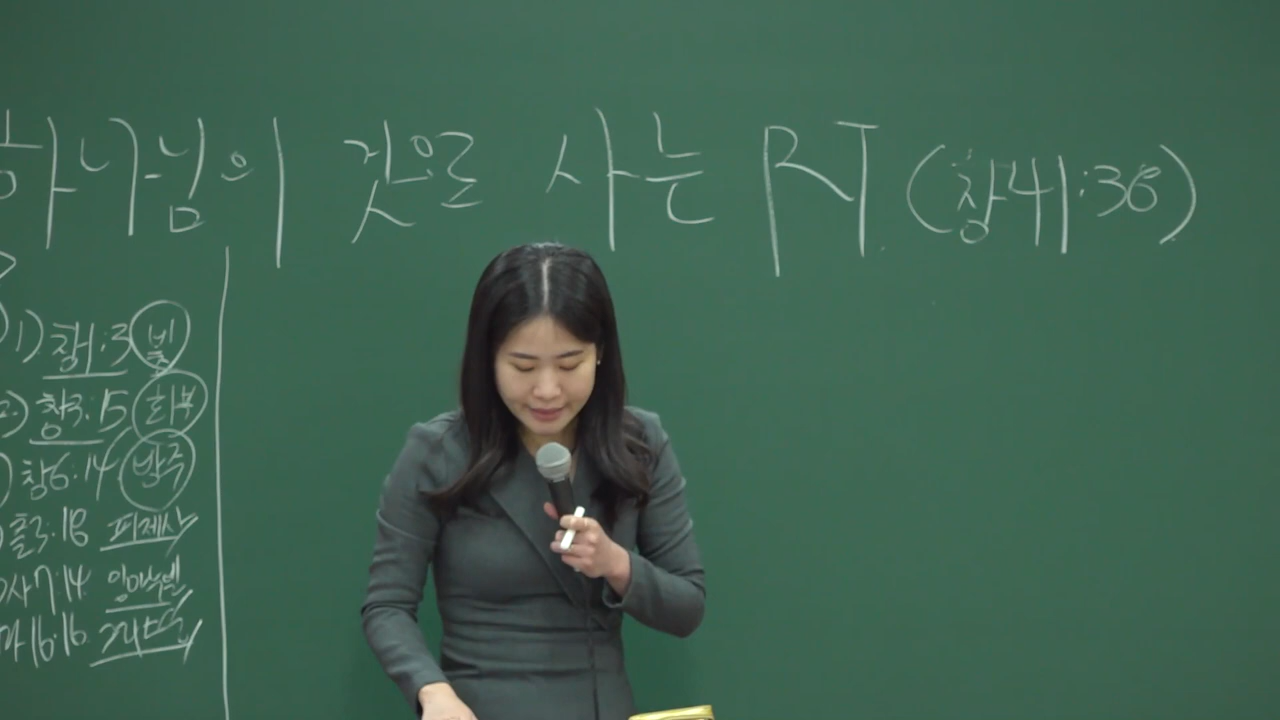 하나님의 것으로 사는 RT (창41:38)
1) 창1:3 빛
2) 창3:15 회복
) 창6:14 방주
출3:18 피제사
사7:14 임마누엘
마16:16 그리스도